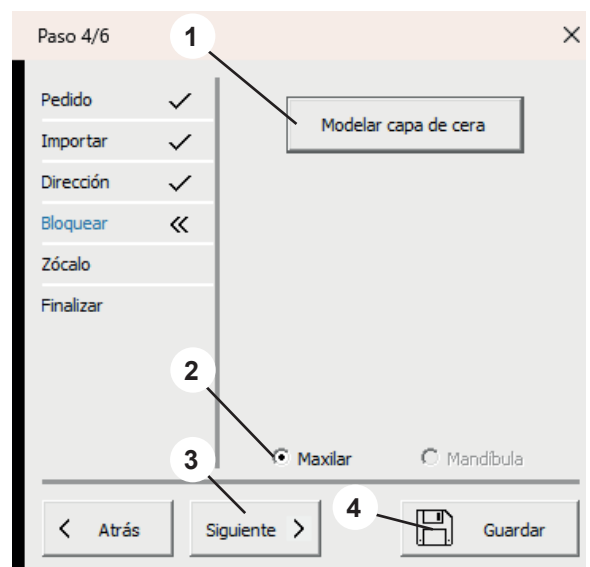 Paso 4/6
1
Pedido
Modelar capa de cera
Importar
Dirección
Bloquear
Zócalo
Finalizar
2
Maxilar
Mandíbula
3
4
Atrás
Siguiente
Guardar